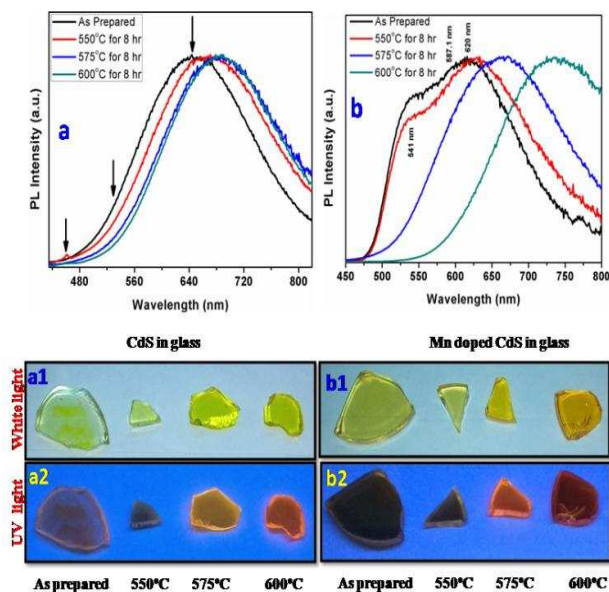 As Prepared
550°C for 8 hr
575°C for 8 hr
600°C for 8 hr
a
PL Intensity (a.u.)
480 560 640 720 800
Wavelength (nm)
As Prepared
550°C for 8 hr
575°C for 8 hr
600°C for 8 hr
b
541 nm
587.1 nm
620 nm
PL Intensity (a.u.)
450 500 550 600 650 700 750 800
Wavelength (nm)
CdS in glass
Mn doped CdS in glass
White light
a1
b1
UV light
a2
b2
As prepared 550°C 575°C 600°C
As prepared 550°C 575°C 600°C